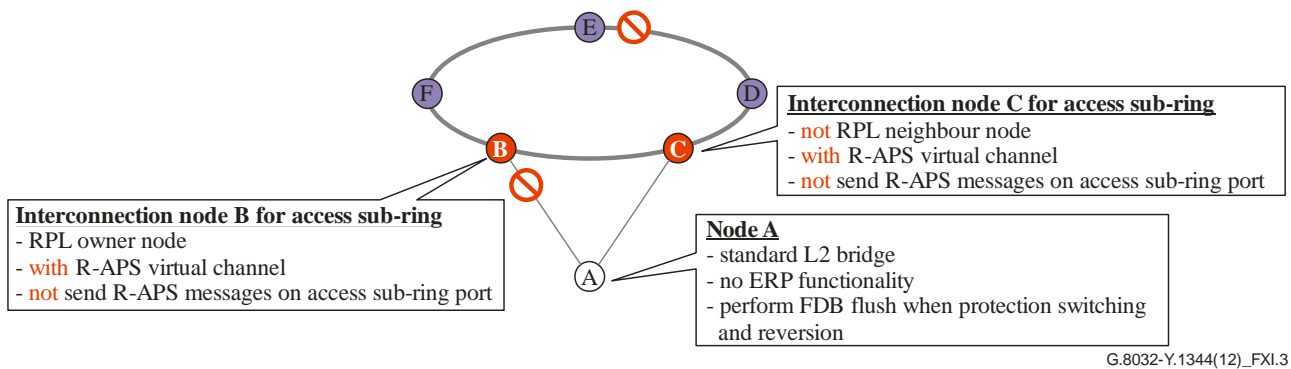 E
F
D
B
C
Interconnection node C for access sub-ring
- not RPL neighbour node
- with R-APS virtual channel
- not send R-APS messages on access sub-ring port
Interconnection node B for access sub-ring
- RPL owner node
- with R-APS virtual channel
- not send R-APS messages on access sub-ring port
A
Node A
- standard L2 bridge
- no ERP functionality
- perform FDB flush when protection switching
and reversion
G.8032-Y.1344(12)_FXI.3